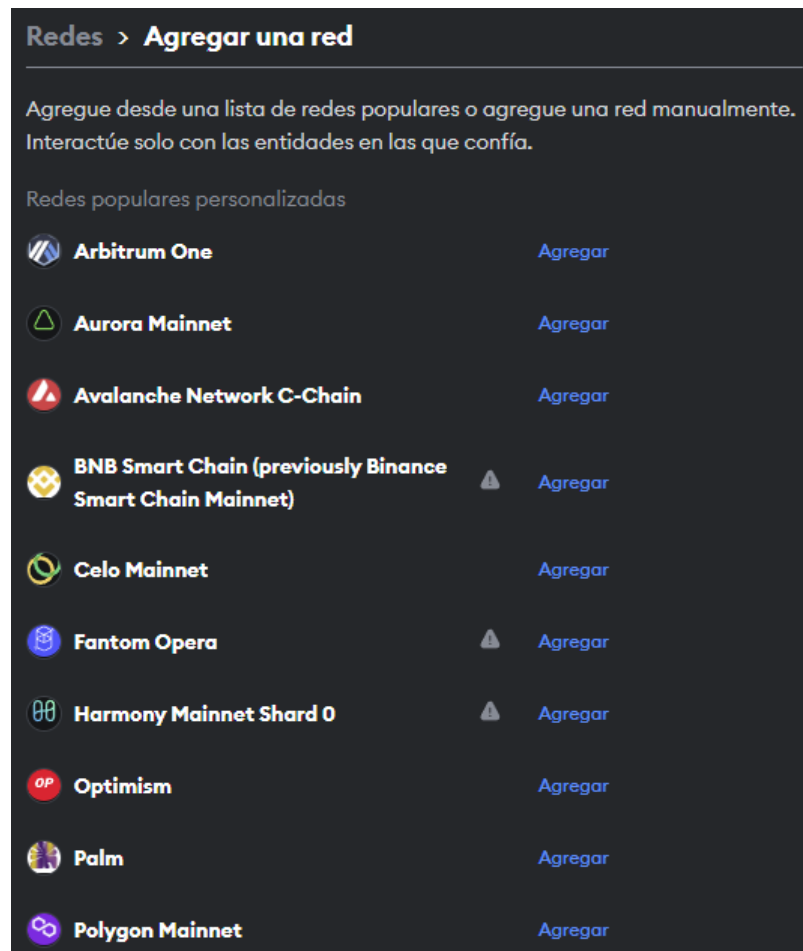 Redes > Agregar una red
Agregue desde una lista de redes populares o agregue una red manualmente.
Interactúe solo con las entidades en las que confía.
Redes populares personalizadas
Arbitrum One Agregar
Aurora Mainnet Agregar
Avalanche Network C-Chain Agregar
BNB Smart Chain (previously Binance
Smart Chain Mainnet) Agregar
Celo Mainnet Agregar
Fantom Opera Agregar
Harmony Mainnet Shard 0 Agregar
OP Optimism Agregar
Palm Agregar
Polygon Mainnet Agregar